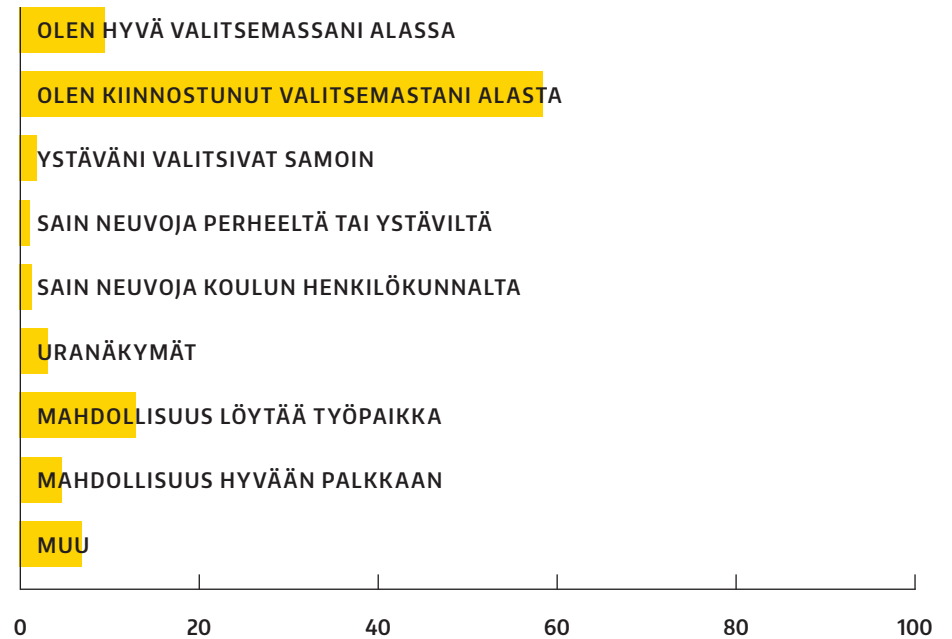 OLEN HYVÄ VALITSEMASSANI ALASSA
OLEN KIINNOSTUNUT VALITSEMASTANI ALASTA
YSTÄVÄNI VALITSIVAT SAMOIN
SAIN NEUVOJA PERHEELTÄ TAI YSTÄVILTÄ
SAIN NEUVOJA KOULUN HENKILÖKUNNALTA
URANÄKYMÄT
MAHDOLLISUUS LÖYTÄÄ TYÖPAIKKA
MAHDOLLISUUS HYVÄÄN PALKKAAN
MUU
0 20 40 60 80 100